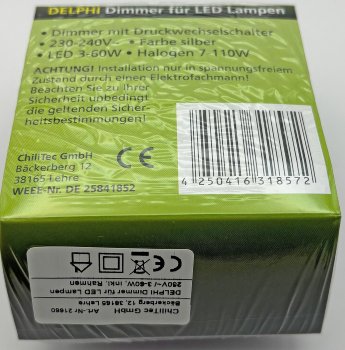 DELPHI Dimmer für LED Lampen
• Dimmer mit Druckwechselschalter
• 230-240V~ • Farbe silber
• LED 3-60W • Halogen 7-110W
ACHTUNG! Installation nur in spannungsfreiem
Zustand durch einen Elektrofachmann!
Beachten Sie zu Ihrer
Sicherheit unbedingt
die geltenden Sicher-
heitsbestimmungen!
ChiliTec GmbH
Bäckerberg 12
38165 Lehre
WEEE-Nr. DE 25841852
CE
4 250416 318572
ChiliTec GmbH Art.-Nr. 21660
Bäckerberg 12, 38165 Lehre
DELPHI Dimmer für LED Lampen
250V~/ 3-60W, inkl. Rahmen
CE